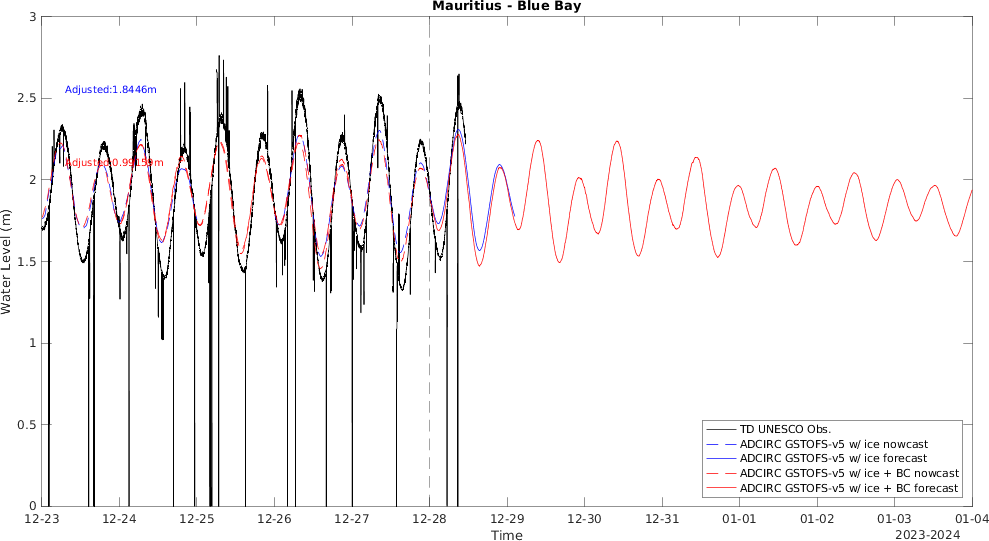 Mauritius - Blue Bay
3
2.5
2
1.5
1
0.5
0
Water Level (m)
Adjusted:1.8446m
Adjusted:0.99159m
TD UNESCO Obs.
ADCIRC GSTOFS-v5 w/ ice nowcast
ADCIRC GSTOFS-v5 w/ ice forecast
ADCIRC GSTOFS-v5 w/ ice + BC nowcast
ADCIRC GSTOFS-v5 w/ ice + BC forecast
12-23 12-24 12-25 12-26 12-27 12-28 12-29 12-30 12-31 01-01 01-02 01-03 01-04
Time
2023-2024